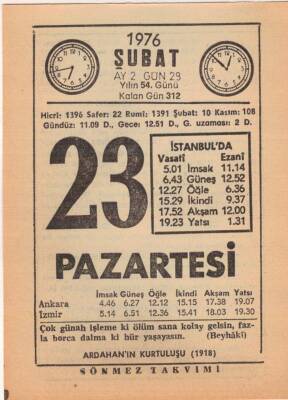 1976
ŞUBAT
AY 2 GÜN 29
Yılın 54. Günü
Kalan Gün 312
Hicri: 1396 Safer: 22 Rumi: 1391 Şubat: 10 Kasım: 108
Gündüz: 11.09 D., Gece: 12.51 D., G. uzaması: 2 D.
23
İSTANBUL'DA
Vasatî Ezanî
5.01 İmsak 11.14
6.43 Güneş 12.52
12.27 Öğle 6.36
15.29 İkindi 9.37
17.52 Akşam 12.00
19.23 Yatsı 1.31
PAZARTESİ
İmsak Güneş Öğle İkindi Akşam Yatsı
Ankara 4.46 6.27 12.12 15.15 17.38 19.07
İzmir 5.14 6.51 12.36 15.41 18.03 19.30
Çok günah işleme ki ölüm sana kolay gelsin, faz-
la borca dalma ki hür yaşayasın. (Beyhâkî)
ARDAHAN'IN KURTULUŞU (1918)
SÖNMEZ TAKVİMİ